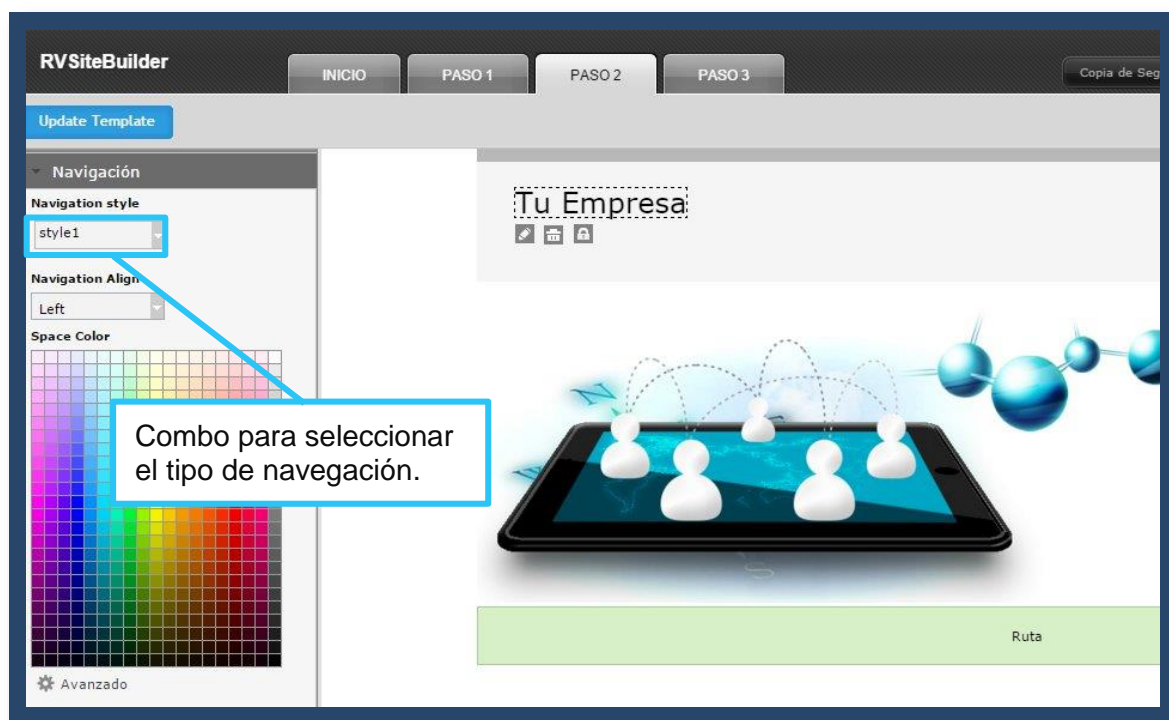 RVSiteBuilder
INICIO
PASO 1
PASO 2
PASO 3
Copia de Seg
Update Template
Navigación
Navigation style
style1
Navigation Align
Left
Space Color
Combo para seleccionar
el tipo de navegación.
Avanzado
Tu Empresa
N
Ruta